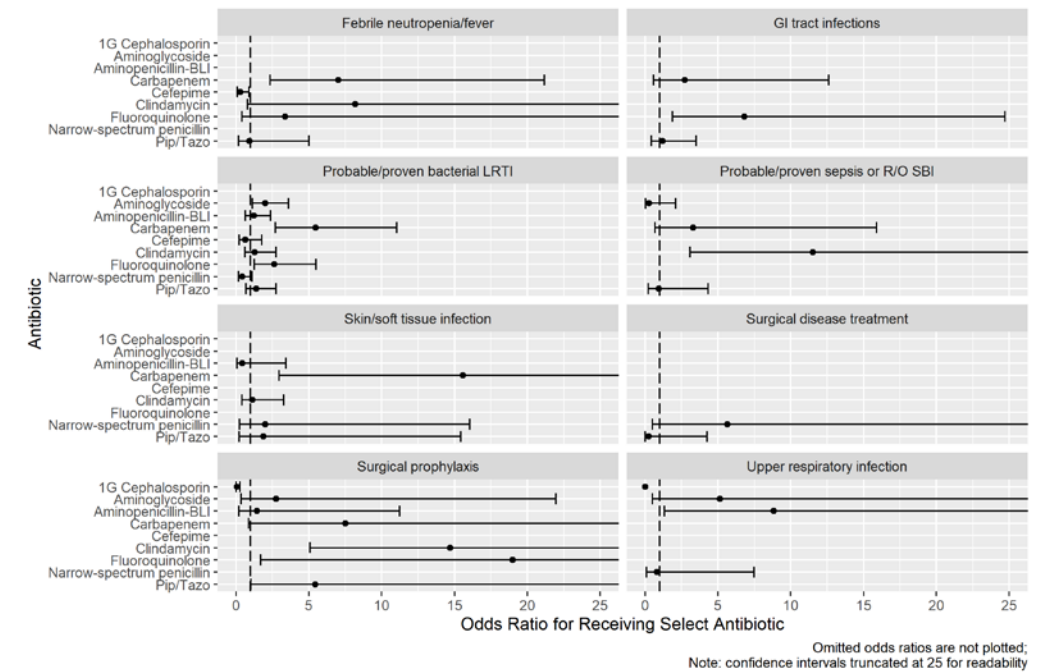 Febrile neutropenia/fever
GI tract infections
1G Cephalosporin
Aminoglycoside
Aminopenicillin-BLI
Carbapenem
Cefepime
Clindamycin
Fluoroquinolone
Narrow-spectrum penicillin
Pip/Tazo
Probable/proven bacterial LRTI
Probable/proven sepsis or R/O SBI
1G Cephalosporin
Aminoglycoside
Aminopenicillin-BLI
Carbapenem
Cefepime
Clindamycin
Fluoroquinolone
Narrow-spectrum penicillin
Pip/Tazo
Antibiotic
Skin/soft tissue infection
Surgical disease treatment
1G Cephalosporin
Aminoglycoside
Aminopenicillin-BLI
Carbapenem
Cefepime
Clindamycin
Fluoroquinolone
Narrow-spectrum penicillin
Pip/Tazo
Surgical prophylaxis
Upper respiratory infection
1G Cephalosporin
Aminoglycoside
Aminopenicillin-BLI
Carbapenem
Cefepime
Clindamycin
Fluoroquinolone
Narrow-spectrum penicillin
Pip/Tazo
0 5 10 15 20 25 0 5 10 15 20 25
Odds Ratio for Receiving Select Antibiotic
Omitted odds ratios are not plotted;
Note: confidence intervals truncated at 25 for readability